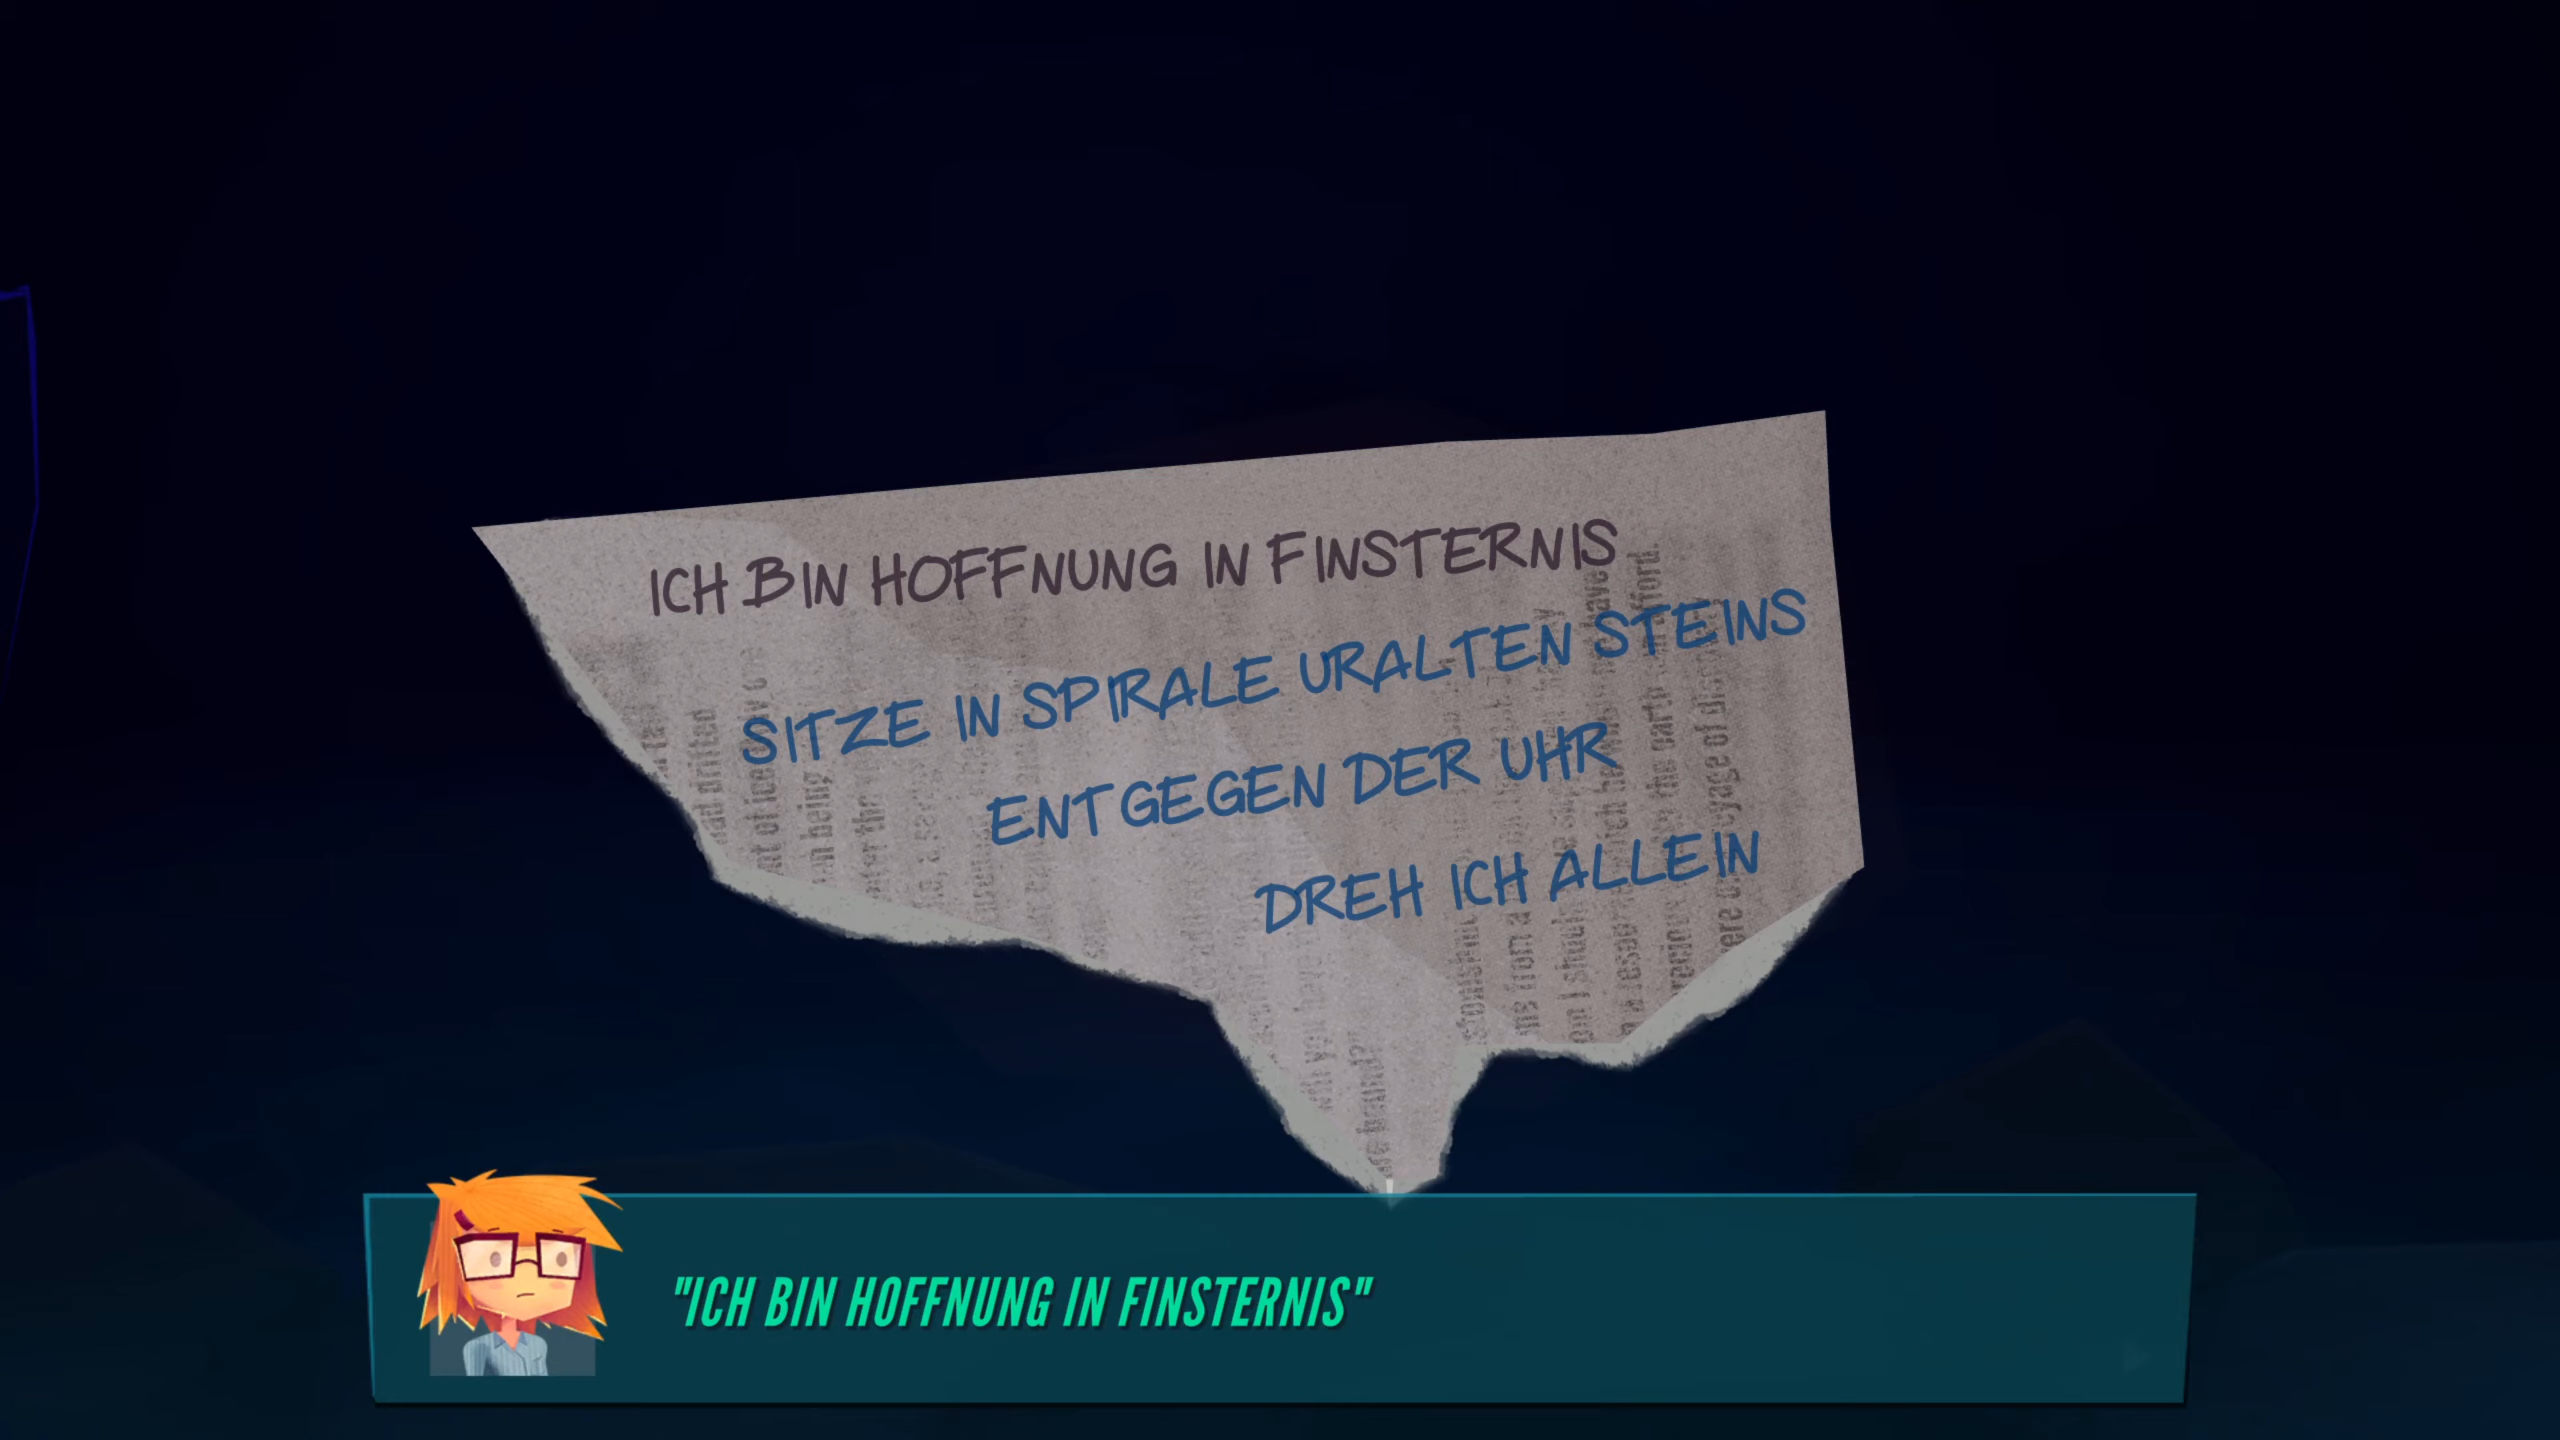 ICH BIN HOFFNUNG IN FINSTERNIS
SITZE IN SPIRALE URALTEN STEINS
ENTGEGEN DER UHR
DREH ICH ALLEIN
"ICH BIN HOFFNUNG IN FINSTERNIS"